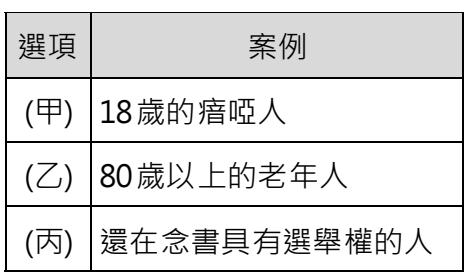 選項 案例
(甲) 18歲的瘖啞人
(乙) 80歲以上的老年人
(丙) 還在念書具有選舉權的人